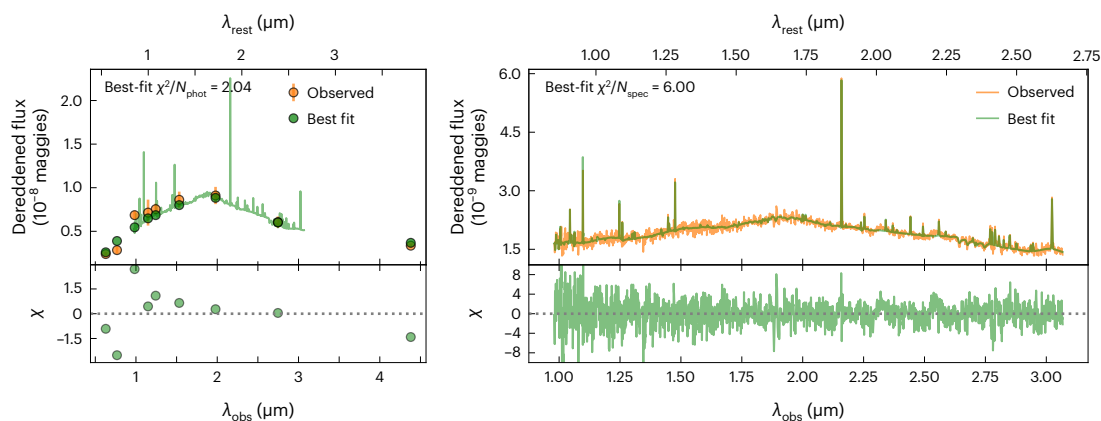 λrest (μm)
1 2 3
Best-fit χ²/Nphot = 2.04
Observed
Best fit
Dereddened flux
(10⁻⁸ maggies)
2.0
1.5
1.0
0.5
χ
1.5
0
−1.5
1 2 3 4
λobs (μm)
λrest (μm)
1.00 1.25 1.50 1.75 2.00 2.25 2.50 2.75
Best-fit χ²/Nspec = 6.00
Observed
Best fit
Dereddened flux
(10⁻⁹ maggies)
6.0
4.5
3.0
1.5
χ
8
4
0
−4
−8
1.00 1.25 1.50 1.75 2.00 2.25 2.50 2.75 3.00
λobs (μm)